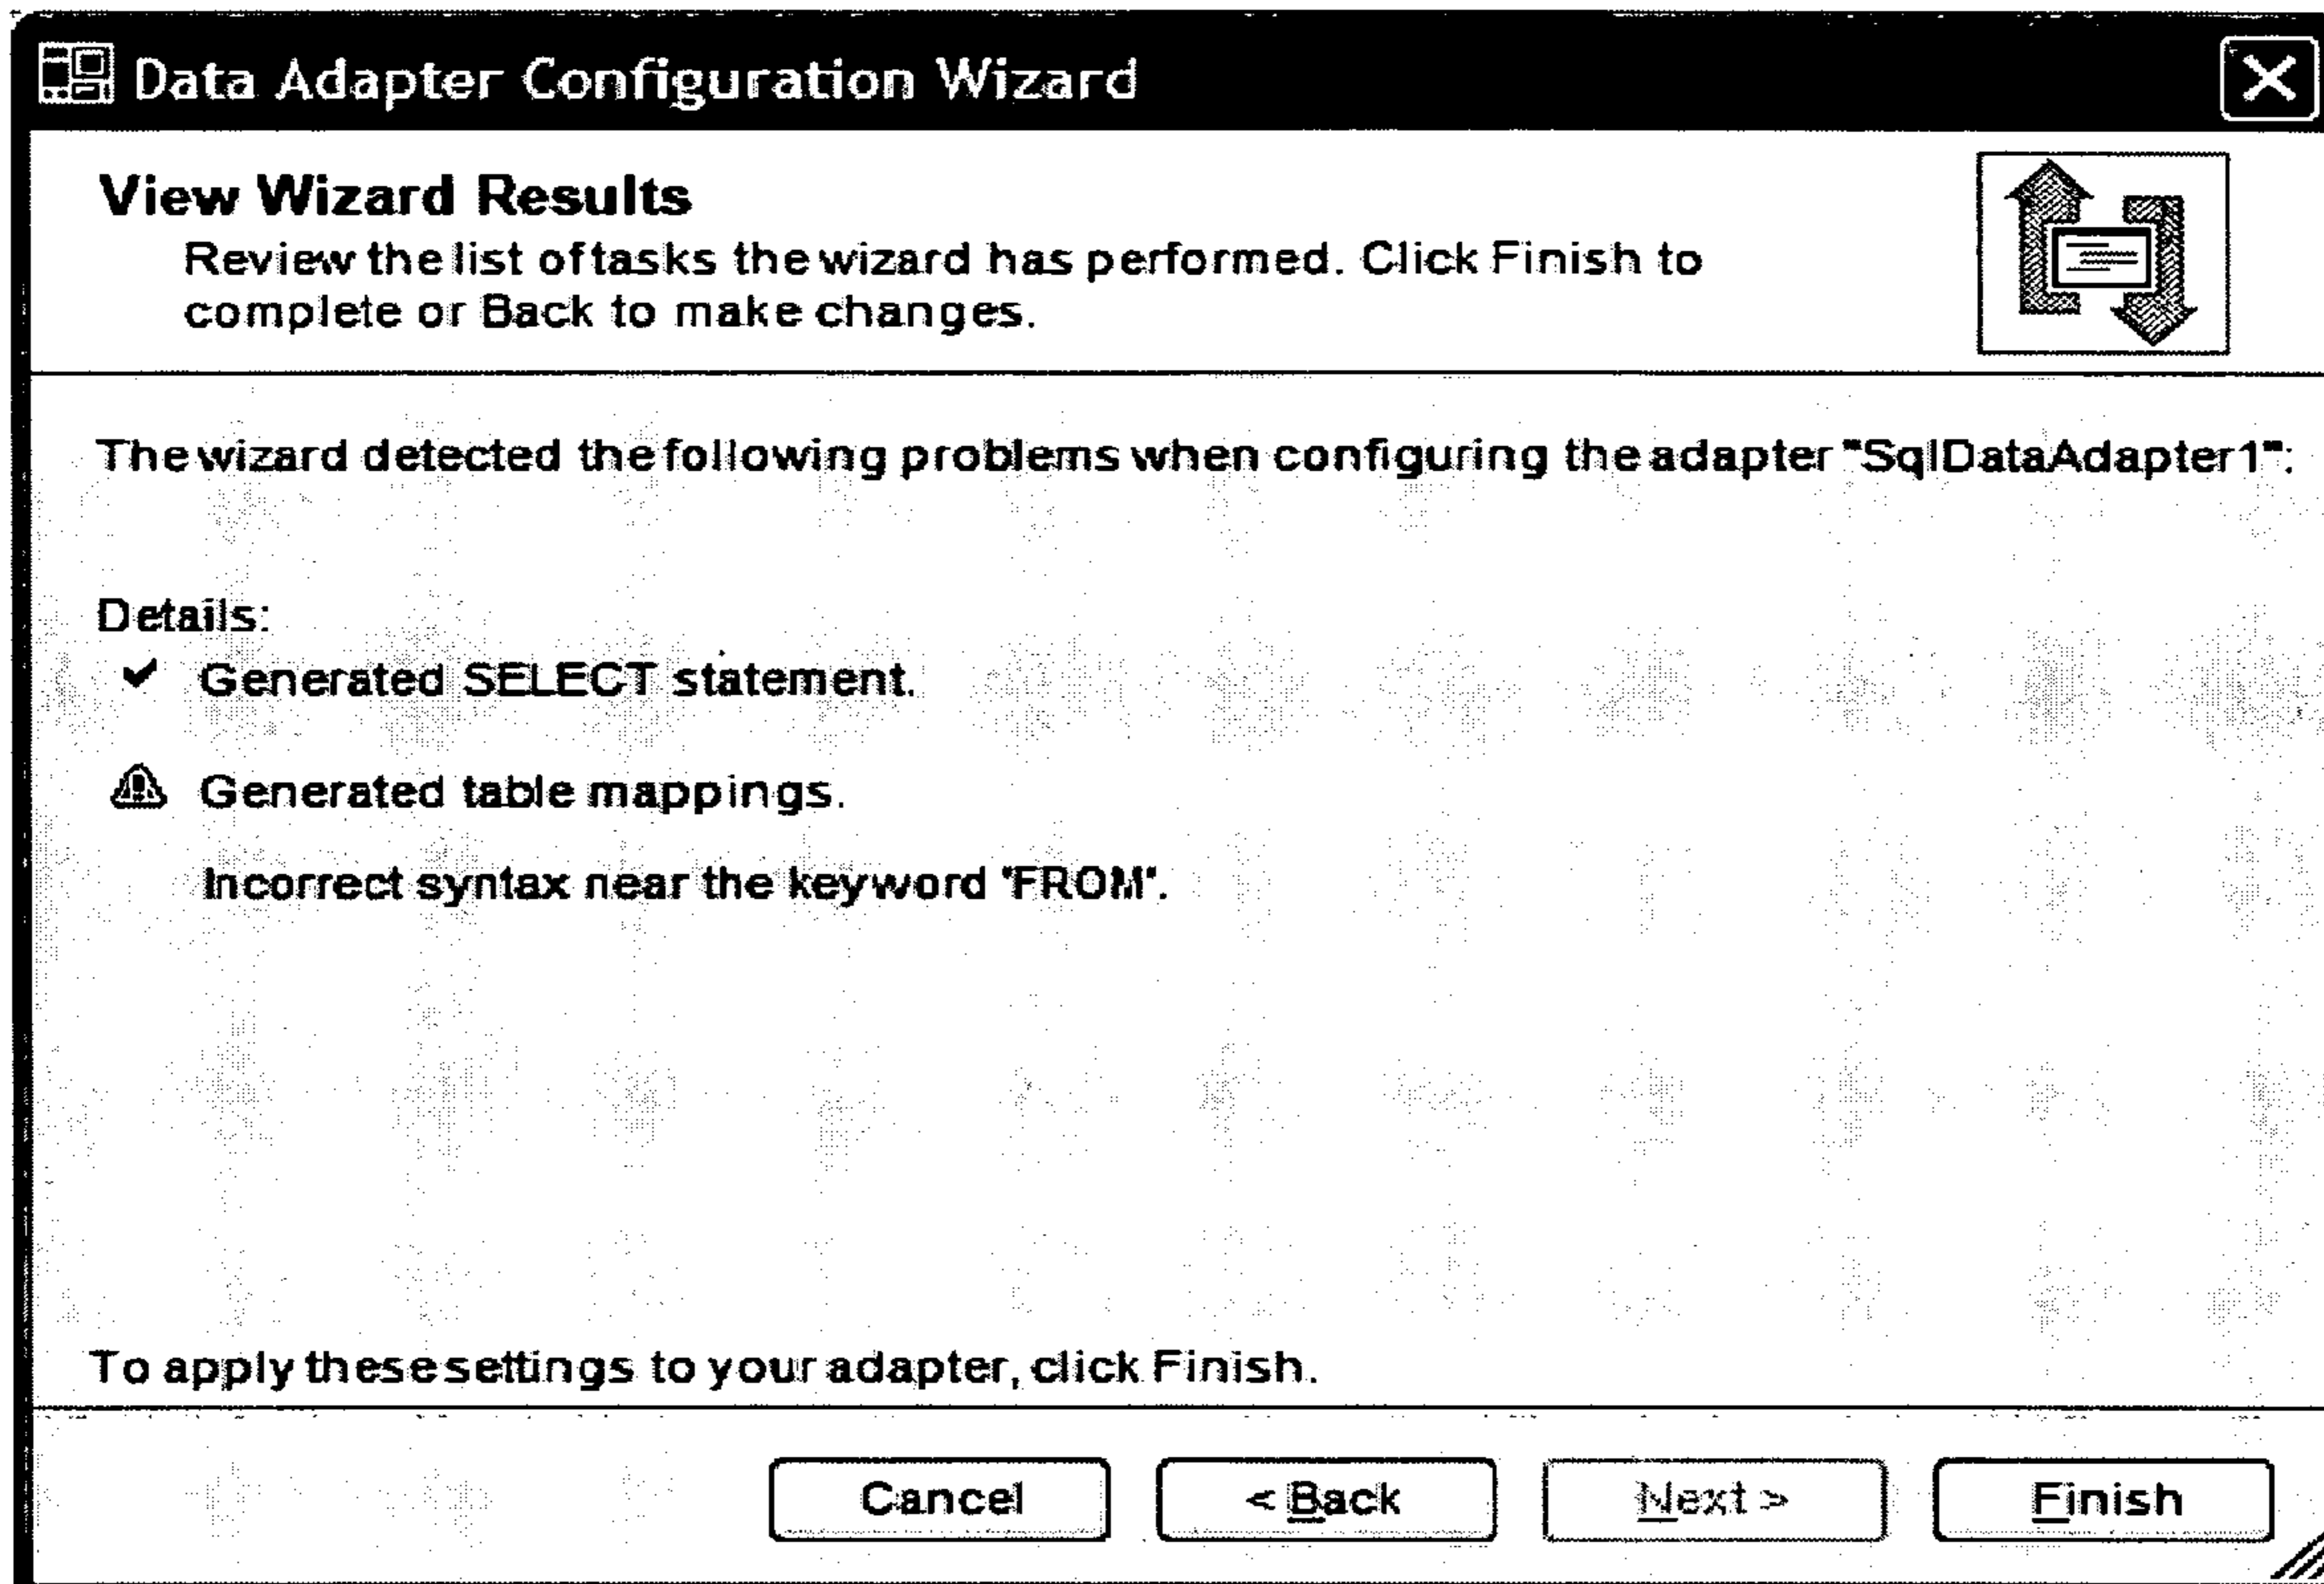 Data Adapter Configuration Wizard
View Wizard Results
Review the list of tasks the wizard has performed. Click Finish to
complete or Back to make changes.
The wizard detected the following problems when configuring the adapter "SqlDataAdapter1":
Details:
Generated SELECT statement.
Generated table mappings.
Incorrect syntax near the keyword 'FROM'.
To apply these settings to your adapter, click Finish.
Cancel < Back Next > Finish